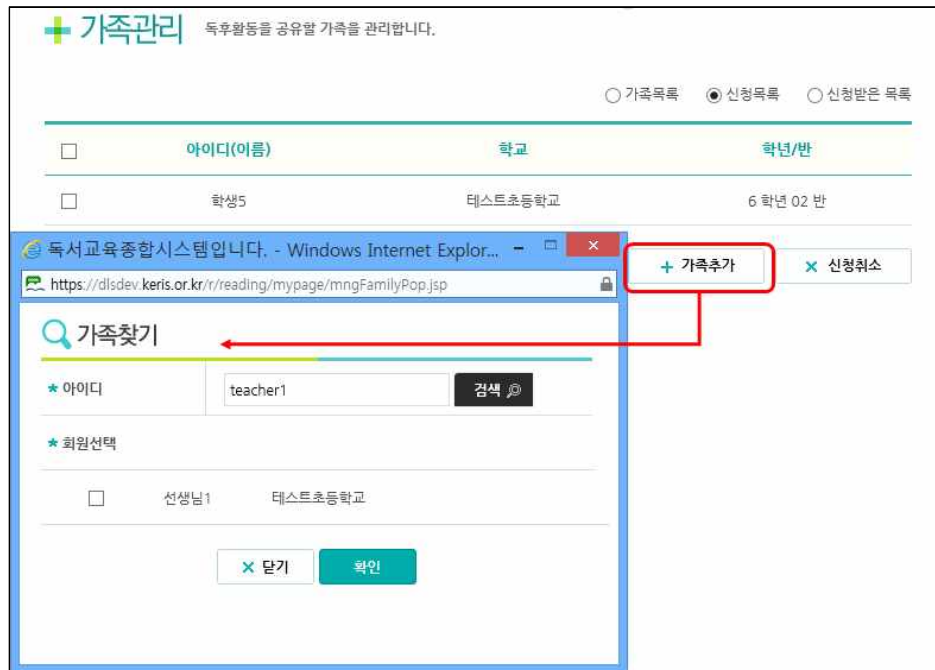 가족관리 독후활동을 공유할 가족을 관리합니다.
가족목록 신청목록 신청받은 목록
아이디(이름) 학교 학년/반
학생5 테스트초등학교 6 학년 02 반
+ 가족추가 × 신청취소
독서교육종합시스템입니다. - Windows Internet Explor...
https://dlsdev.keris.or.kr/r/reading/mypage/mngFamilyPop.jsp
가족찾기
* 아이디 teacher1 검색
* 회원선택
선생님1 테스트초등학교
× 닫기 확인